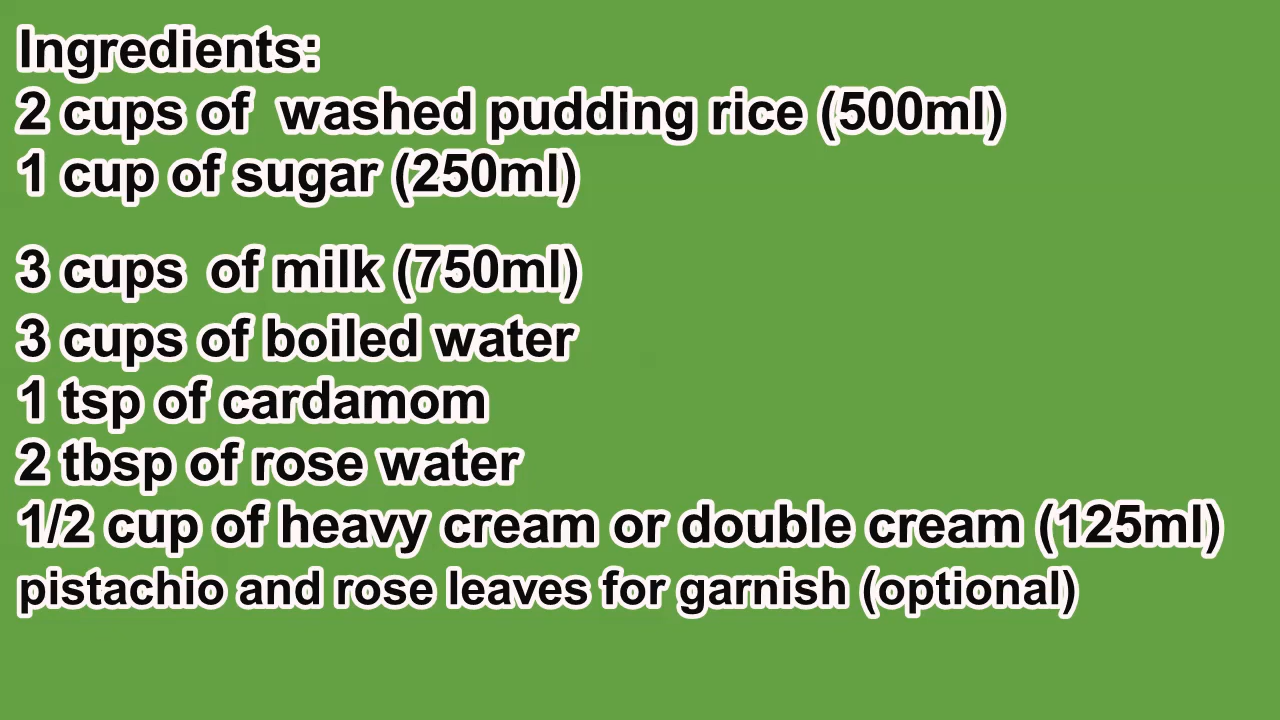 Ingredients:
2 cups of  washed pudding rice (500ml)
1 cup of sugar (250ml)
3 cups  of milk (750ml)
3 cups of boiled water
1 tsp of cardamom
2 tbsp of rose water
1/2 cup of heavy cream or double cream (125ml)
pistachio and rose leaves for garnish (optional)